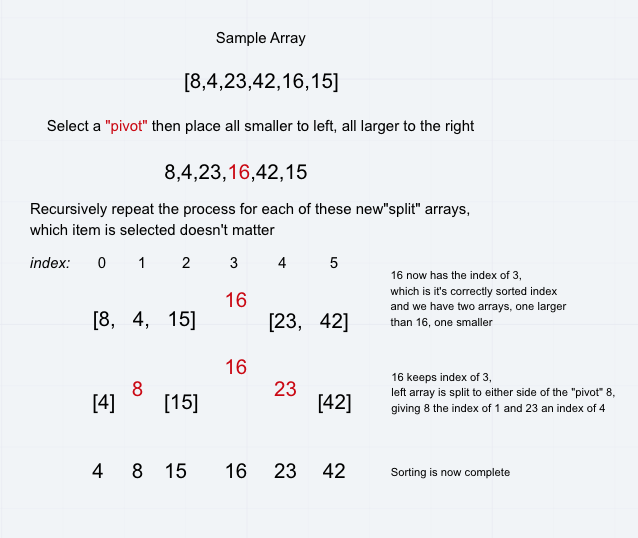 Sample Array
[8,4,23,42,16,15]
Select a "pivot" then place all smaller to left, all larger to the right
8,4,23,16,42,15
Recursively repeat the process for each of these new"split" arrays,
which item is selected doesn't matter
index: 0 1 2 3 4 5
16
[8, 4, 15] [23, 42]
16 now has the index of 3,
which is it's correctly sorted index
and we have two arrays, one larger
than 16, one smaller
16
8 23
[4] [15] [42]
16 keeps index of 3,
left array is split to either side of the "pivot" 8,
giving 8 the index of 1 and 23 an index of 4
4 8 15 16 23 42
Sorting is now complete